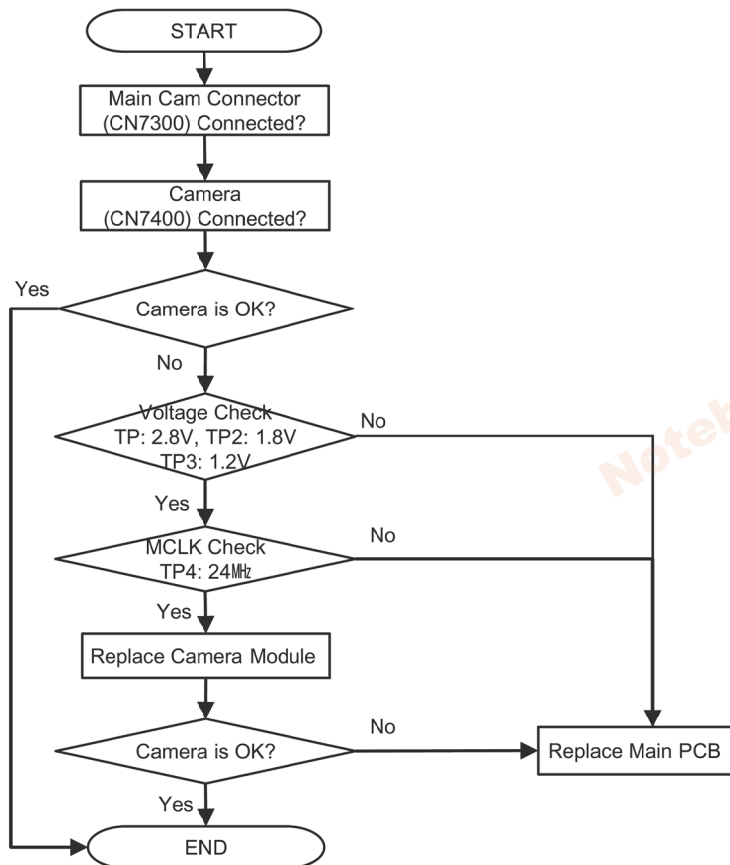 START
Main Cam Connector
(CN7300) Connected?
Camera
(CN7400) Connected?
Yes
Camera is OK?
No
Voltage Check
TP: 2.8V, TP2: 1.8V
TP3: 1.2V
No
Yes
MCLK Check
TP4: 24㎒
No
Yes
Replace Camera Module
Camera is OK?
No
Replace Main PCB
Yes
END